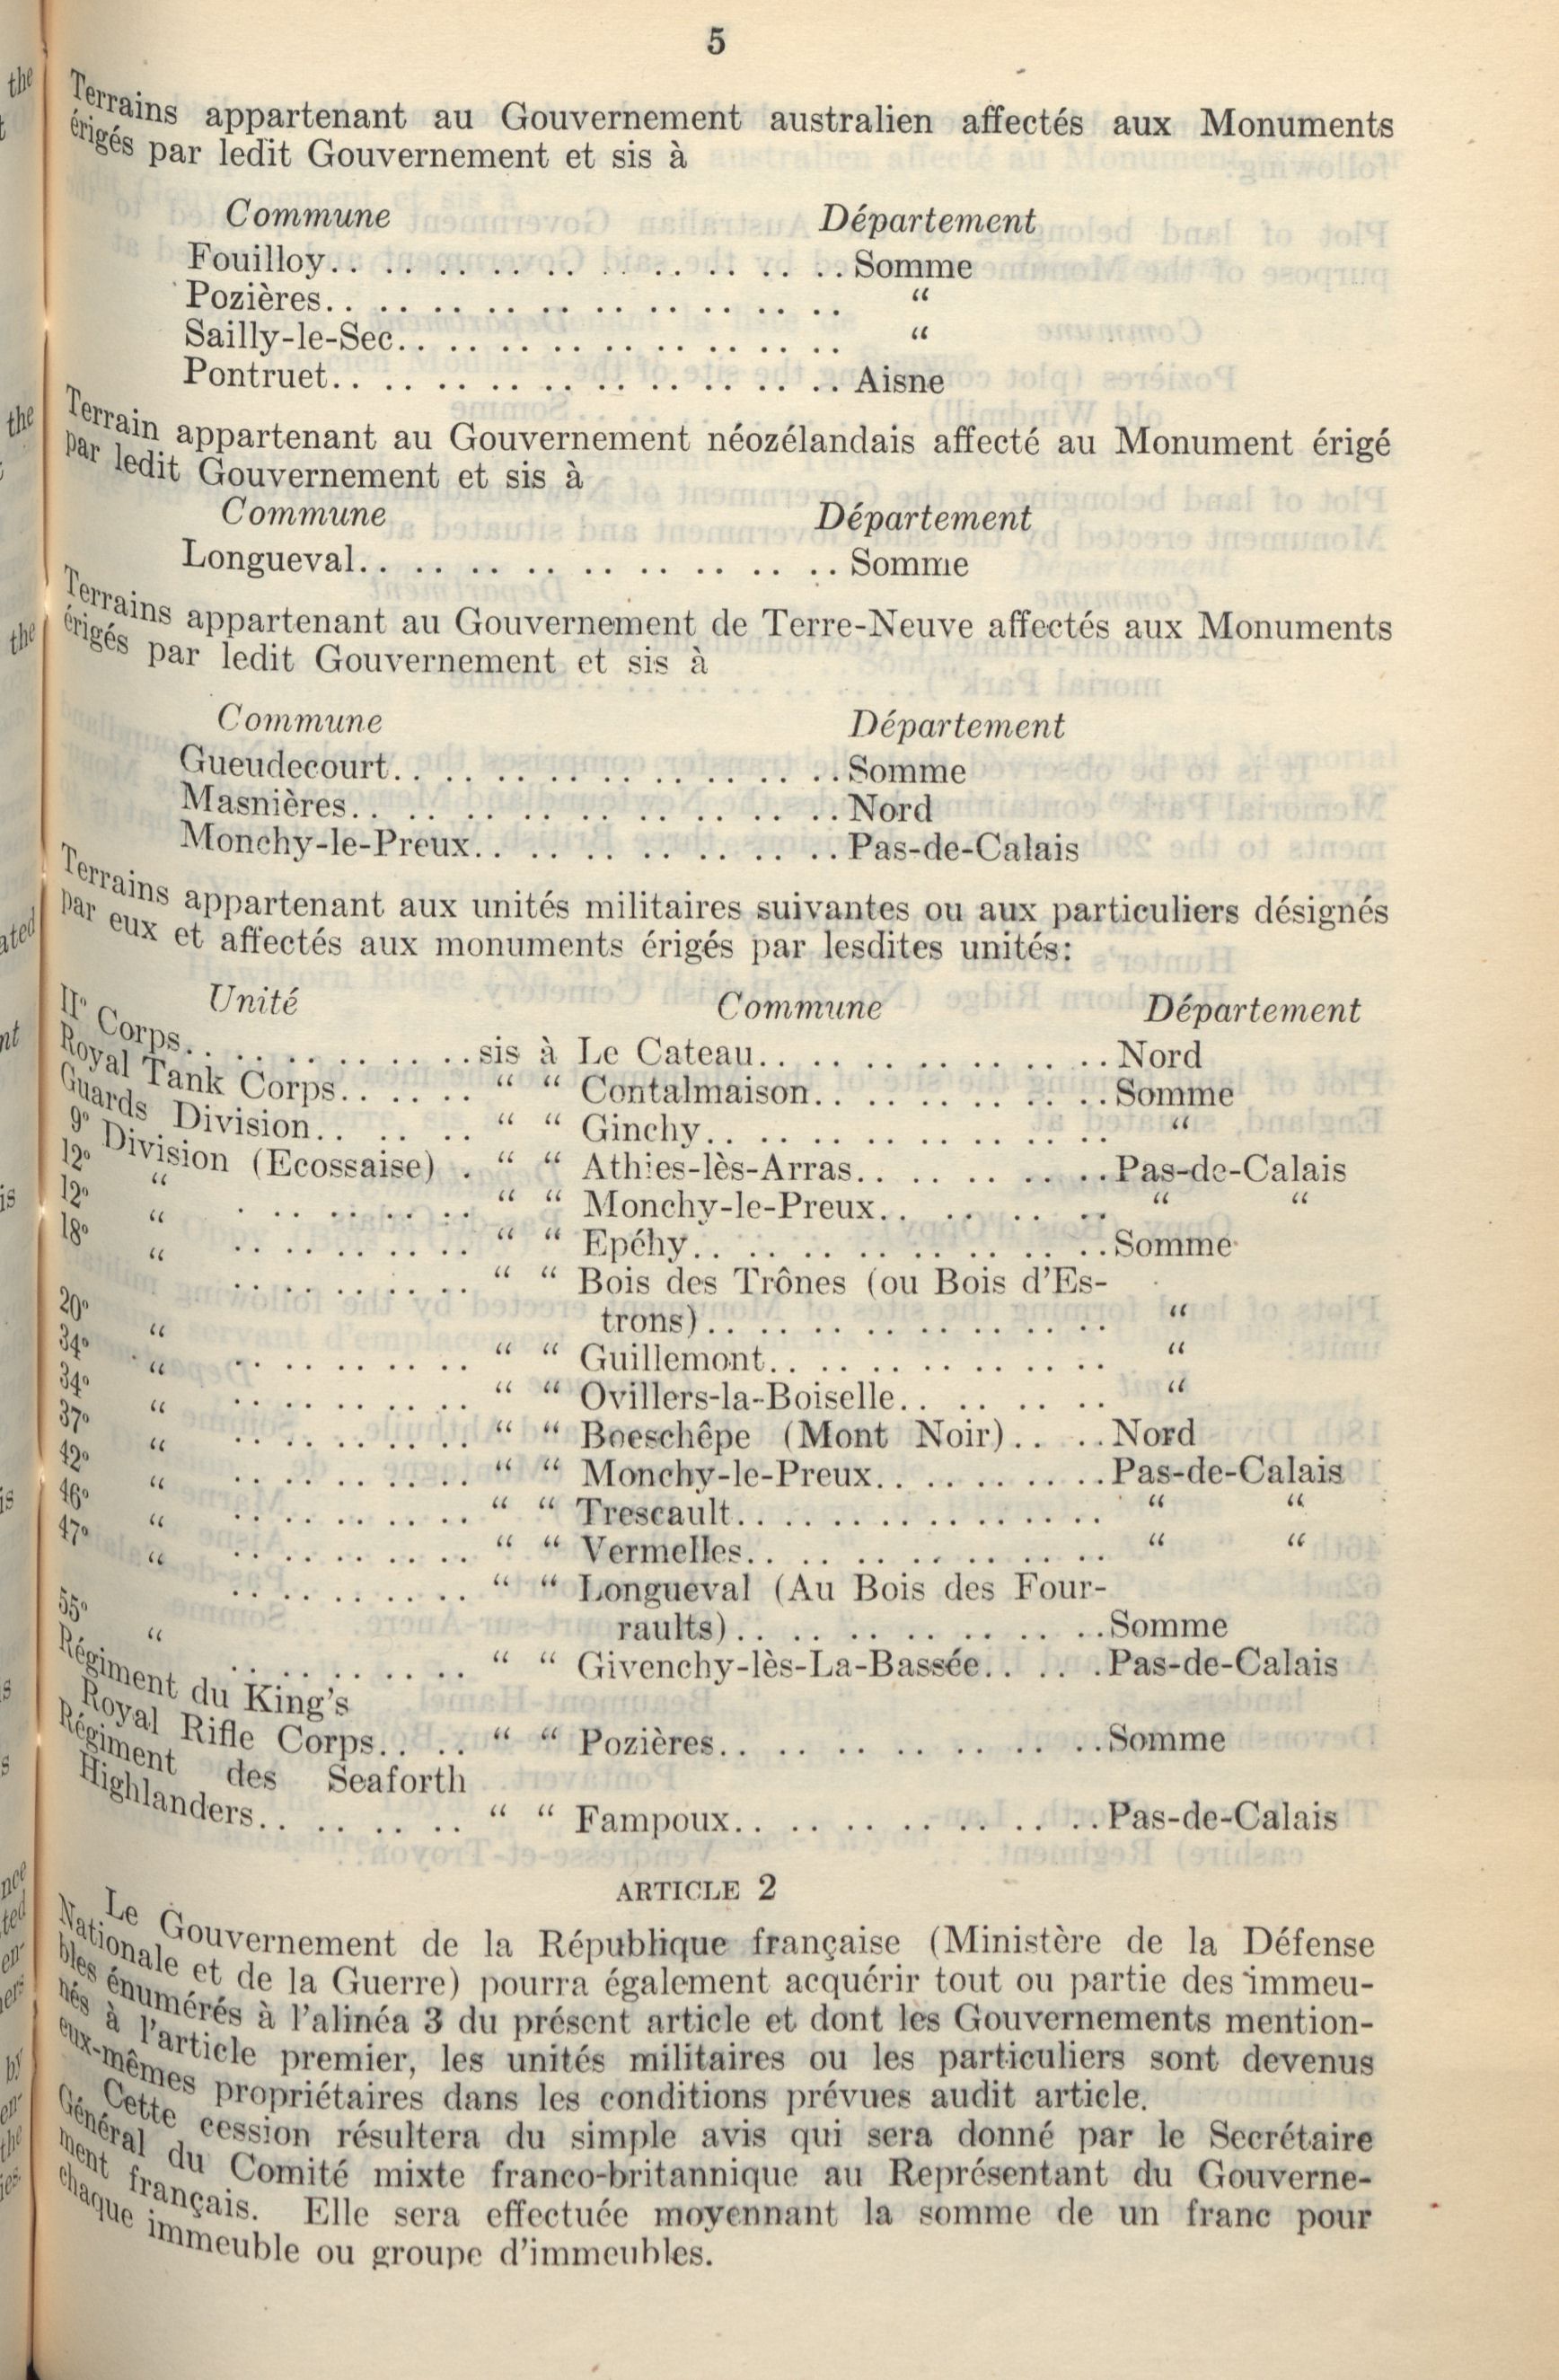 5
Terrains appartenant au Gouvernement australien affectés aux Monuments
érigés par ledit Gouvernement et sis à
Commune Département
Fouilloy. . . . . . . . . . . . . . . . . . . . Somme
Pozières. . . . . . . . . . . . . . . . . . . . “
Sailly-le-Sec. . . . . . . . . . . . . . . . . . “
Pontruet. . . . . . . . . . . . . . . . . . . . Aisne
Terrain appartenant au Gouvernement néozélandais affecté au Monument érigé
par ledit Gouvernement et sis à
Commune Département
Longueval. . . . . . . . . . . . . . . . . . Somme
Terrains appartenant au Gouvernement de Terre-Neuve affectés aux Monuments
érigés par ledit Gouvernement et sis à
Commune Département
Gueudecourt. . . . . . . . . . . . . . . . . . Somme
Masnières. . . . . . . . . . . . . . . . . . Nord
Monchy-le-Preux. . . . . . . . . . . . . . Pas-de-Calais
Terrains appartenant aux unités militaires suivantes ou aux particuliers désignés
par eux et affectés aux monuments érigés par lesdites unités:
Unité Commune Département
IIe Corps. . . . . . . . . . . . sis à Le Cateau. . . . . . . . . . . . . . Nord
Royal Tank Corps. . . . . . “ “ Contalmaison. . . . . . . . . . . . Somme
Guards Division. . . . . . . “ “ Ginchy. . . . . . . . . . . . . . . . “
9e Division (Ecossaise) . “ “ Athies-lès-Arras. . . . . . . . . . Pas-de-Calais
12e “ . . . . . . . . . “ “ Monchy-le-Preux. . . . . . . . . “ “
12e “ . . . . . . . . . “ “ Epéhy. . . . . . . . . . . . . . . . Somme
18e “ . . . . . . . . . “ “ Bois des Trônes (ou Bois d'Es-
trons). . . . . . . . . . . . . . . . “
20e “ . . . . . . . . . “ “ Guillemont. . . . . . . . . . . . . “
34e “ . . . . . . . . . “ “ Ovillers-la-Boiselle. . . . . . . . “
34e “ . . . . . . . . . “ “ Boeschêpe (Mont Noir). . . . Nord
37e “ . . . . . . . . . “ “ Monchy-le-Preux. . . . . . . . . Pas-de-Calais
42e “ . . . . . . . . . “ “ Trescault. . . . . . . . . . . . . . “ “
46e “ . . . . . . . . . “ “ Vermelles. . . . . . . . . . . . . . “ “
47e “ . . . . . . . . . “ “ Longueval (Au Bois des Four-
raults). . . . . . . . . . . . . . Somme
55e “ . . . . . . . . . “ “ Givenchy-lès-La-Bassée. . . . . Pas-de-Calais
Régiment du King's
Royal Rifle Corps. . . . “ “ Pozières. . . . . . . . . . . . . . Somme
Régiment des Seaforth
Highlanders. . . . . . . . “ “ Fampoux. . . . . . . . . . . . . . Pas-de-Calais
ARTICLE 2
Le Gouvernement de la République française (Ministère de la Défense
Nationale et de la Guerre) pourra également acquérir tout ou partie des immeu-
bles énumérés à l'alinéa 3 du présent article et dont les Gouvernements mention-
nés à l'article premier, les unités militaires ou les particuliers sont devenus
eux-mêmes propriétaires dans les conditions prévues audit article.
Cette cession résultera du simple avis qui sera donné par le Secrétaire
Général du Comité mixte franco-britannique au Représentant du Gouverne-
ment français. Elle sera effectuée moyennant la somme de un franc pour
chaque immeuble ou groupe d'immeubles.